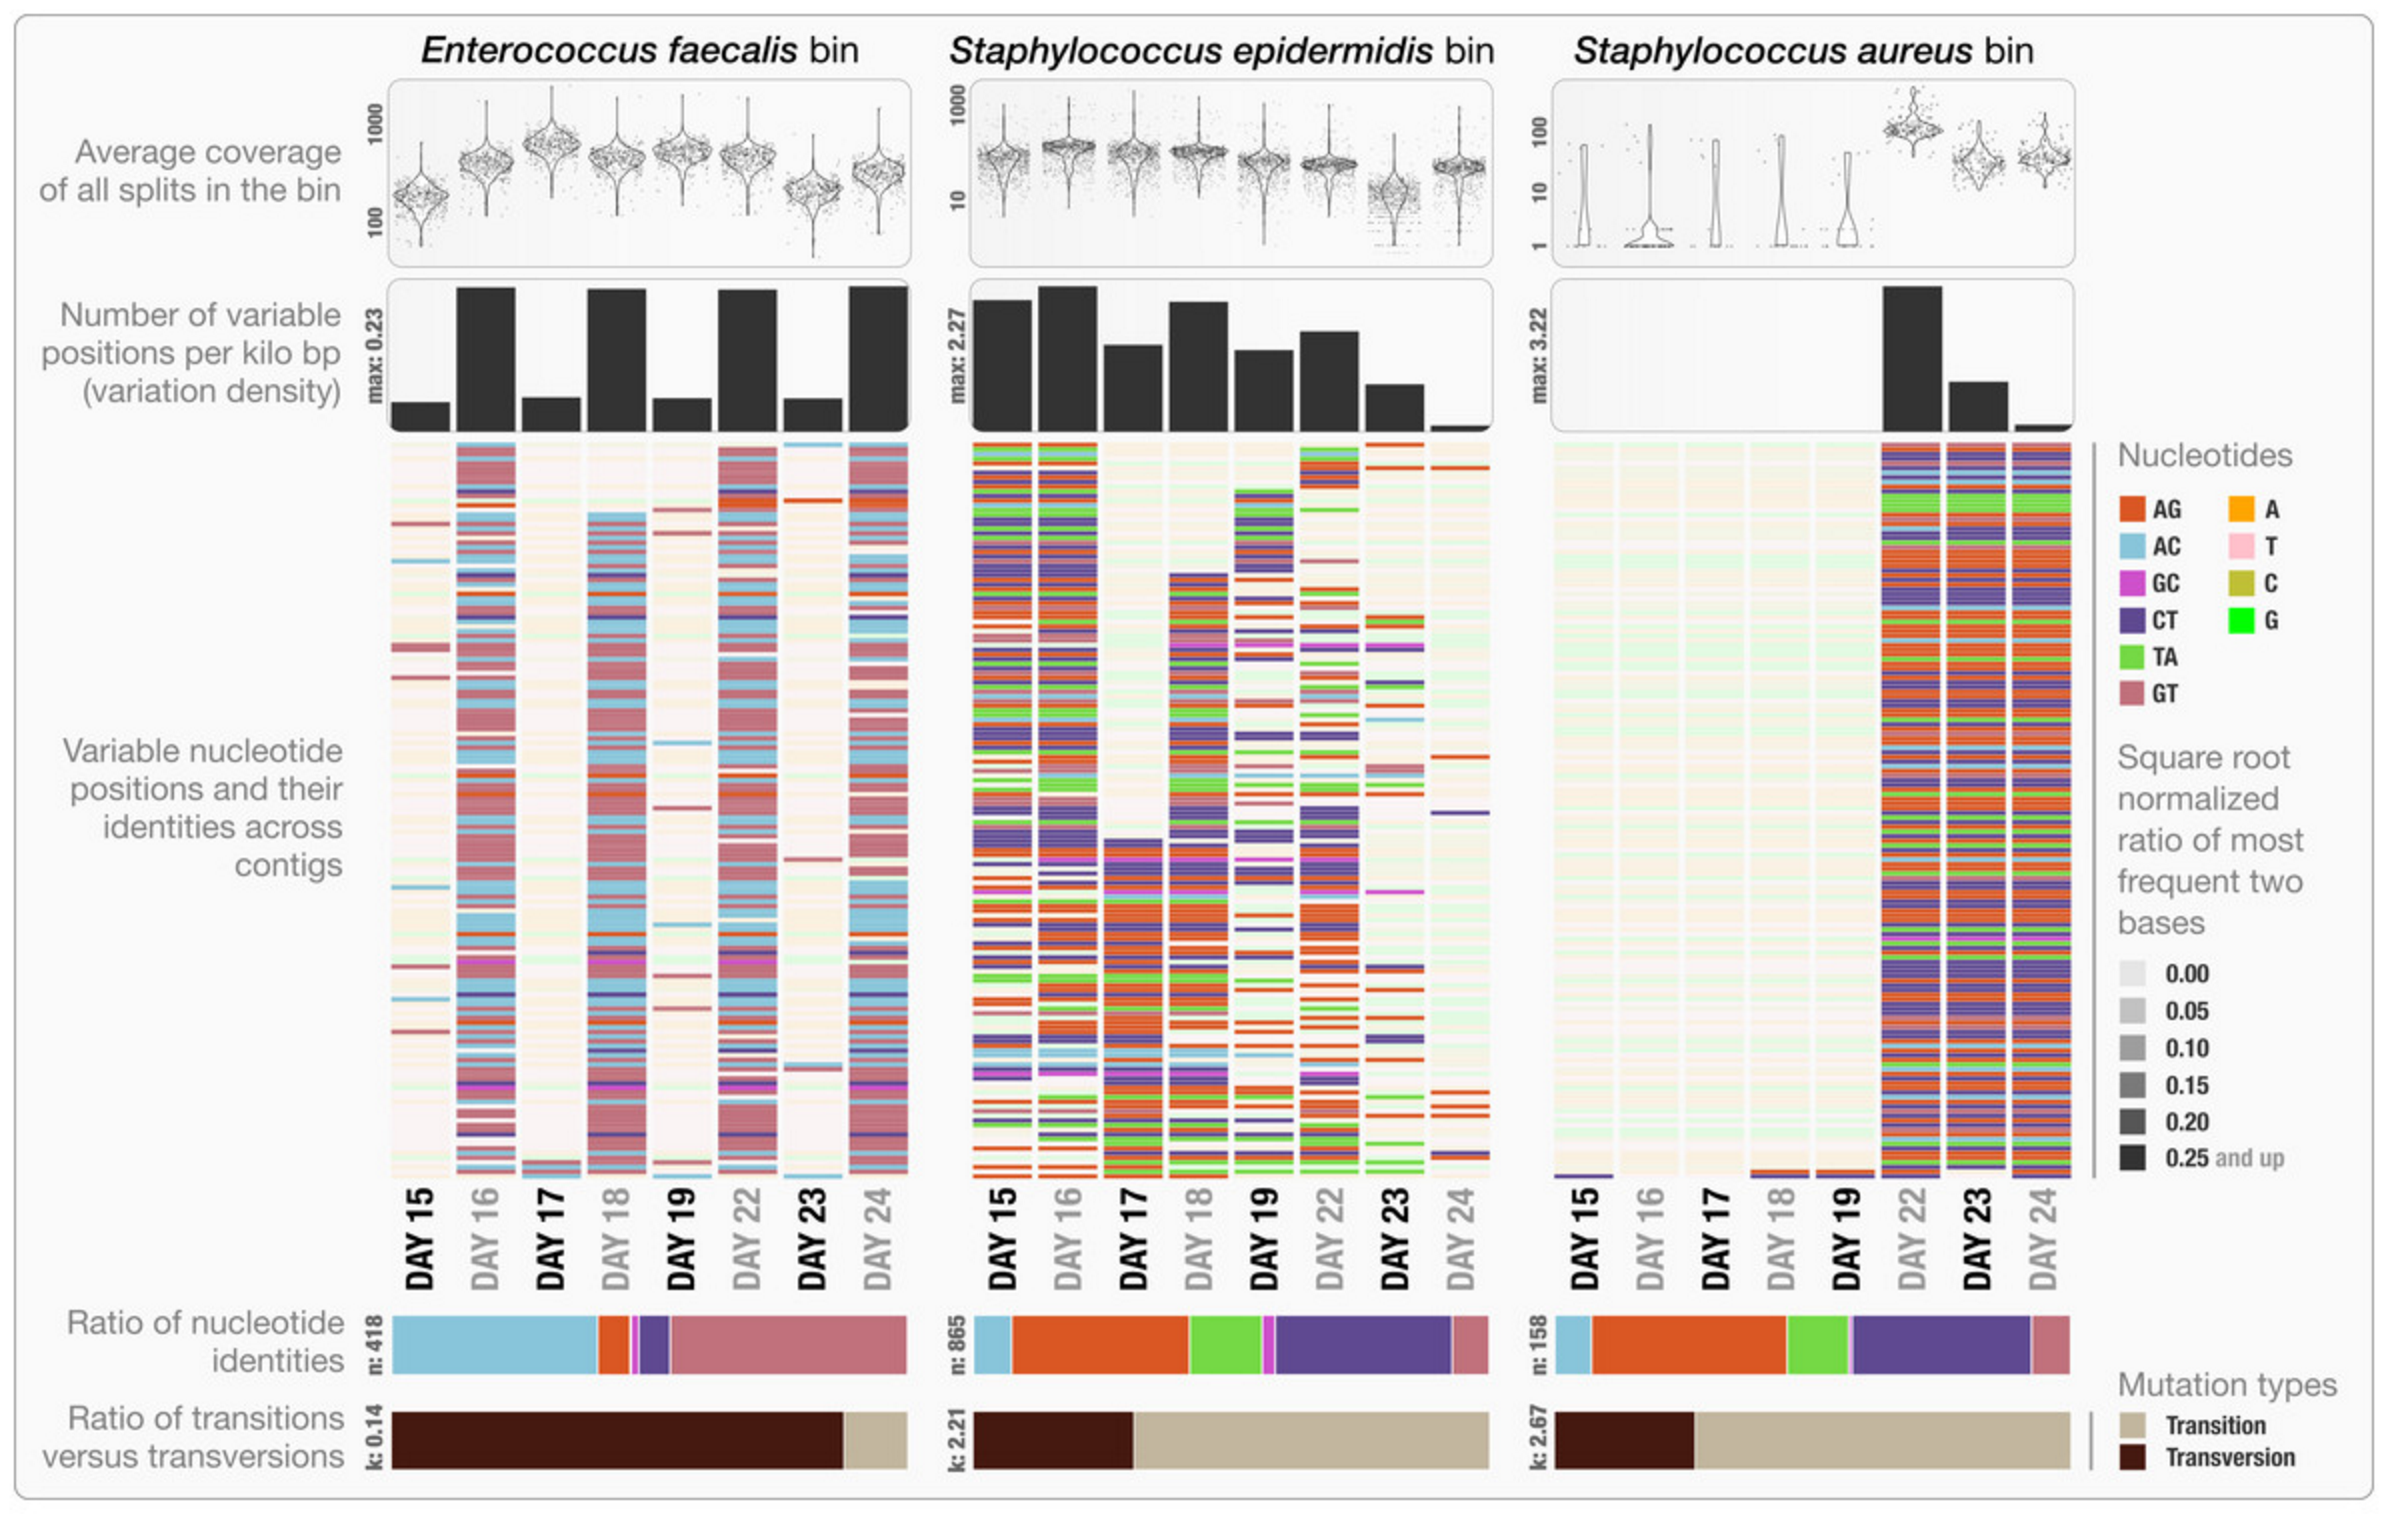 Enterococcus faecalis bin
Staphylococcus epidermidis bin
Staphylococcus aureus bin
Average coverage
of all splits in the bin
1000
100
1000
10
100
10
1
Number of variable
positions per kilo bp
(variation density)
max: 0.23
max: 2.27
max: 3.22
Variable nucleotide
positions and their
identities across
contigs
Nucleotides
AG
A
AC
T
GC
C
CT
G
TA
GT
Square root
normalized
ratio of most
frequent two
bases
0.00
0.05
0.10
0.15
0.20
0.25 and up
DAY 15
DAY 16
DAY 17
DAY 18
DAY 19
DAY 22
DAY 23
DAY 24
DAY 15
DAY 16
DAY 17
DAY 18
DAY 19
DAY 22
DAY 23
DAY 24
DAY 15
DAY 16
DAY 17
DAY 18
DAY 19
DAY 22
DAY 23
DAY 24
Ratio of nucleotide
identities
n: 418
n: 865
n: 158
Ratio of transitions
versus transversions
k: 0.14
k: 2.21
k: 2.67
Mutation types
Transition
Transversion